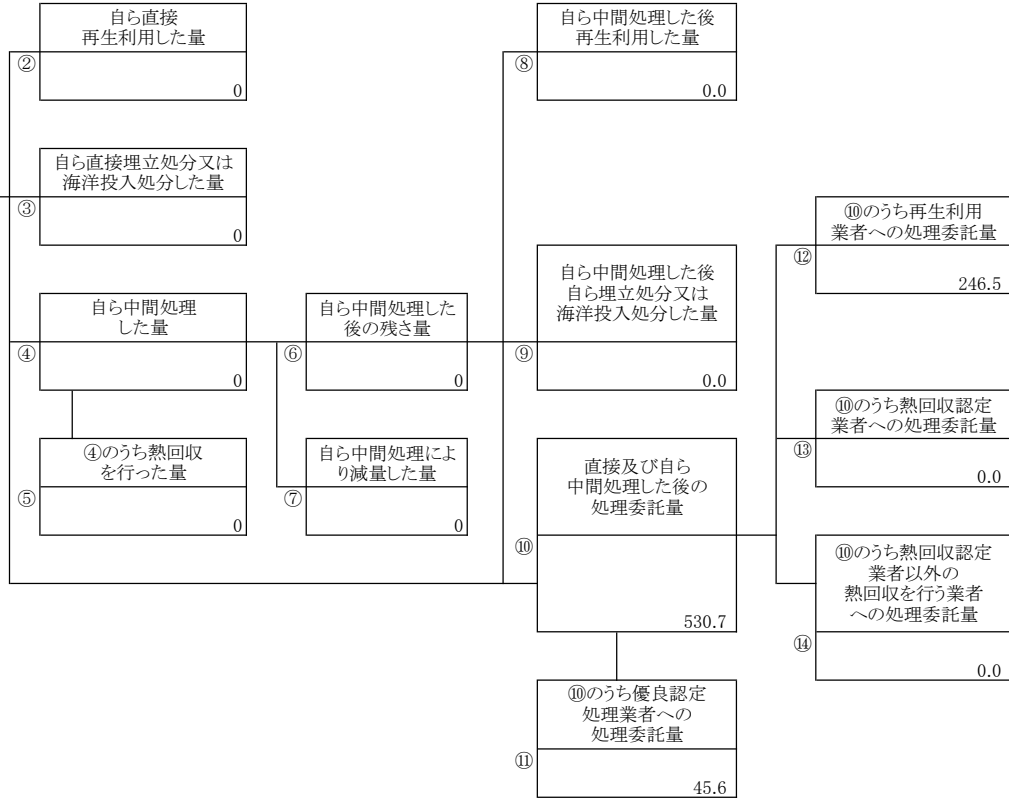 自ら直接
再生利用した量
②
0
自ら直接埋立処分又は
海洋投入処分した量
③
0
自ら中間処理
した量
④
0
④のうち熱回収
を行った量
⑤
0
自ら中間処理した
後の残さ量
⑥
0
自ら中間処理によ
り減量した量
⑦
0
自ら中間処理した後
再生利用した量
⑧
0.0
自ら中間処理した後
自ら埋立処分又は
海洋投入処分した量
⑨
0.0
直接及び自ら
中間処理した後の
処理委託量
⑩
530.7
⑩のうち優良認定
処理業者への
処理委託量
⑪
45.6
⑩のうち再生利用
業者への処理委託量
⑫
246.5
⑩のうち熱回収認定
業者への処理委託量
⑬
0.0
⑩のうち熱回収認定
業者以外の
熱回収を行う業者
への処理委託量
⑭
0.0